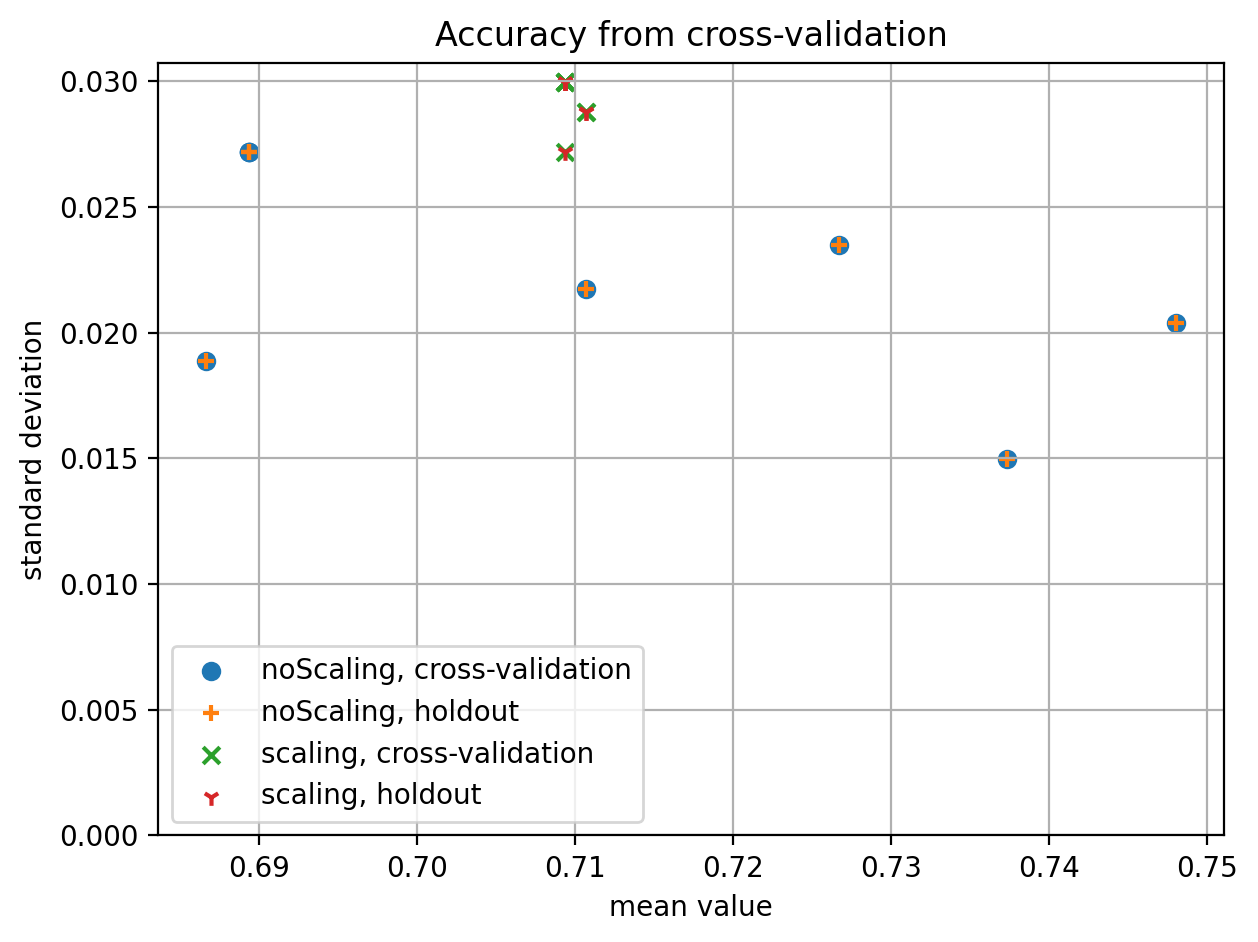 Accuracy from cross-validation
0.030
0.025
0.020
0.015
0.010
0.005
0.000
standard deviation
noScaling, cross-validation
noScaling, holdout
scaling, cross-validation
scaling, holdout
0.69 0.70 0.71 0.72 0.73 0.74 0.75
mean value